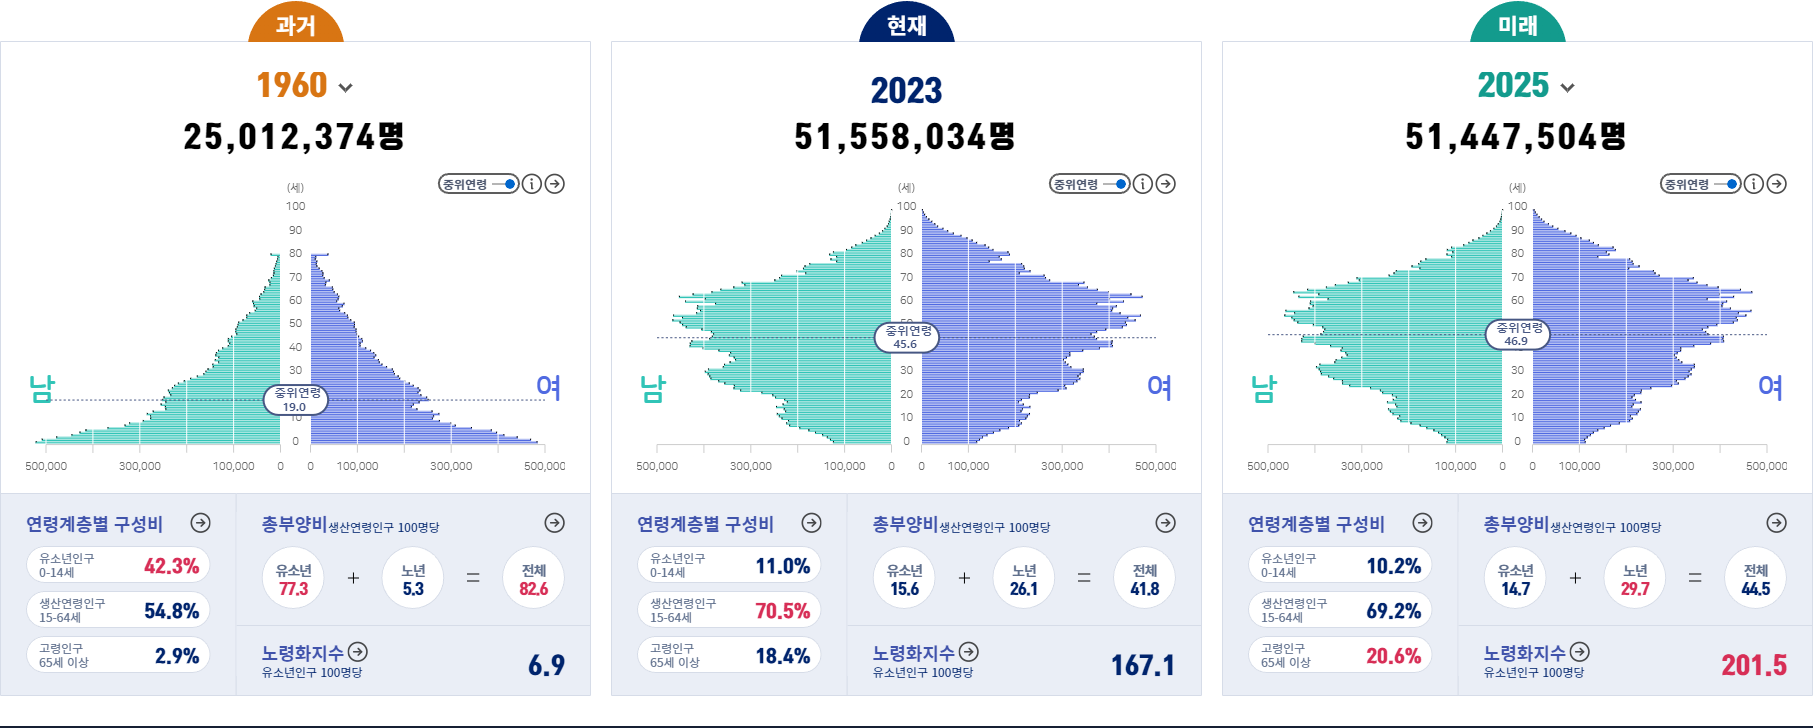 과거
1960
25,012,374명
중위연령
(세)
100
90
80
70
60
50
40
30
중위연령
19.0
10
0
남
여
500,000 300,000 100,000 0 0 100,000 300,000 500,000
연령계층별 구성비
유소년인구
0-14세
42.3%
생산연령인구
15-64세
54.8%
고령인구
65세 이상
2.9%
총부양비 생산연령인구 100명당
유소년
77.3
+
노년
5.3
=
전체
82.6
노령화지수
유소년인구 100명당
6.9
현재
2023
51,558,034명
중위연령
(세)
100
90
80
70
60
50
중위연령
45.6
30
20
10
0
남
여
500,000 300,000 100,000 0 0 100,000 300,000 500,000
연령계층별 구성비
유소년인구
0-14세
11.0%
생산연령인구
15-64세
70.5%
고령인구
65세 이상
18.4%
총부양비 생산연령인구 100명당
유소년
15.6
+
노년
26.1
=
전체
41.8
노령화지수
유소년인구 100명당
167.1
미래
2025
51,447,504명
중위연령
(세)
100
90
80
70
60
중위연령
46.9
30
20
10
0
남
여
500,000 300,000 100,000 0 0 100,000 300,000 500,000
연령계층별 구성비
유소년인구
0-14세
10.2%
생산연령인구
15-64세
69.2%
고령인구
65세 이상
20.6%
총부양비 생산연령인구 100명당
유소년
14.7
+
노년
29.7
=
전체
44.5
노령화지수
유소년인구 100명당
201.5